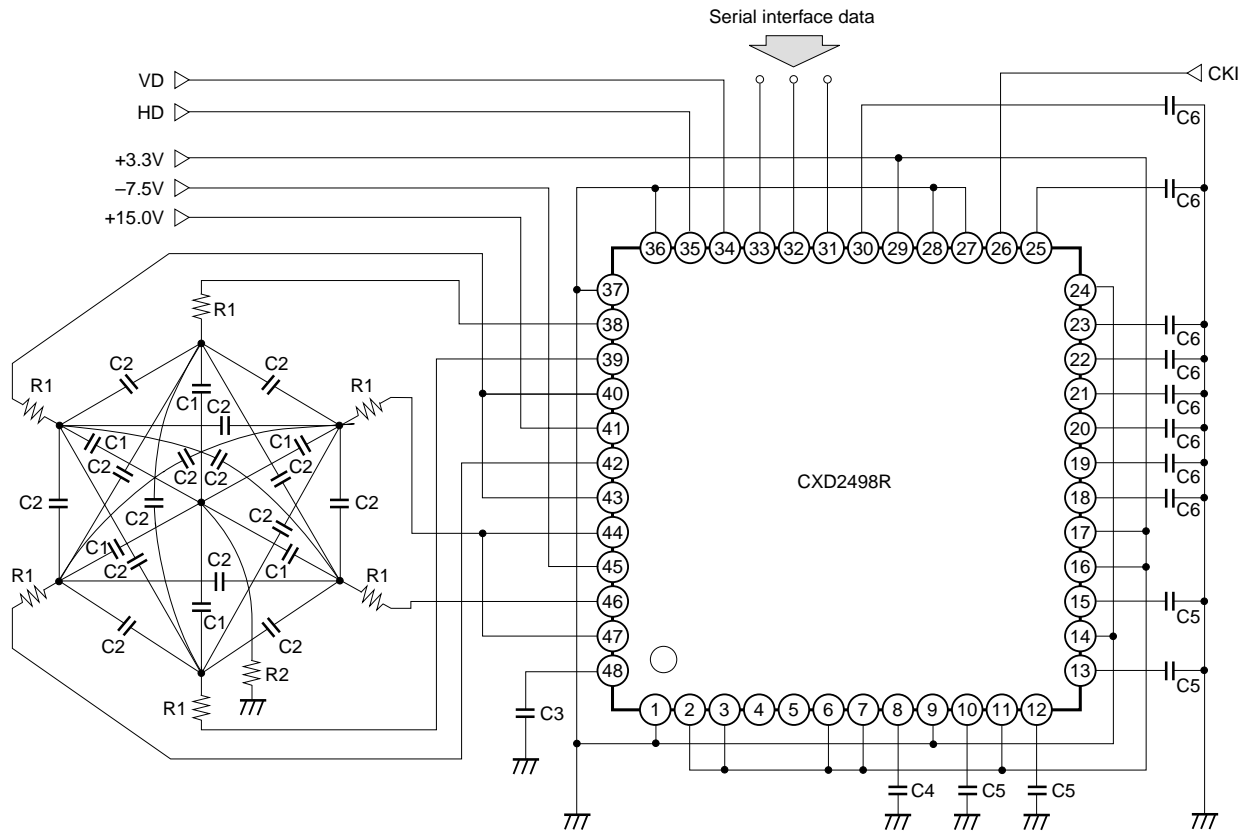 Serial interface data
VD
CKI
HD
C6
+3.3V
–7.5V
C6
+15.0V
36 35 34 33 32 31 30 29 28 27 26 25
37 24
R1
38 23 C6
39 22 C6
C2 C2
R1 C1 C2 R1
40 21 C6
41 20 C6
C1 C1
42 19 C6
C2 C2 C2 C2
CXD2498R
43 18 C6
C2 C2 C2 C2
44 17
C1 C2 C2 C1
45 16
R1 R1
46 15 C5
C1
C2 C2
47 14
R2
48 13 C5
R1 C3
1 2 3 4 5 6 7 8 9 10 11 12
C4 C5 C5